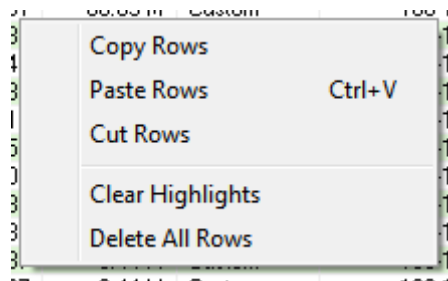 Copy Rows
Paste Rows Ctrl+V
Cut Rows
Clear Highlights
Delete All Rows